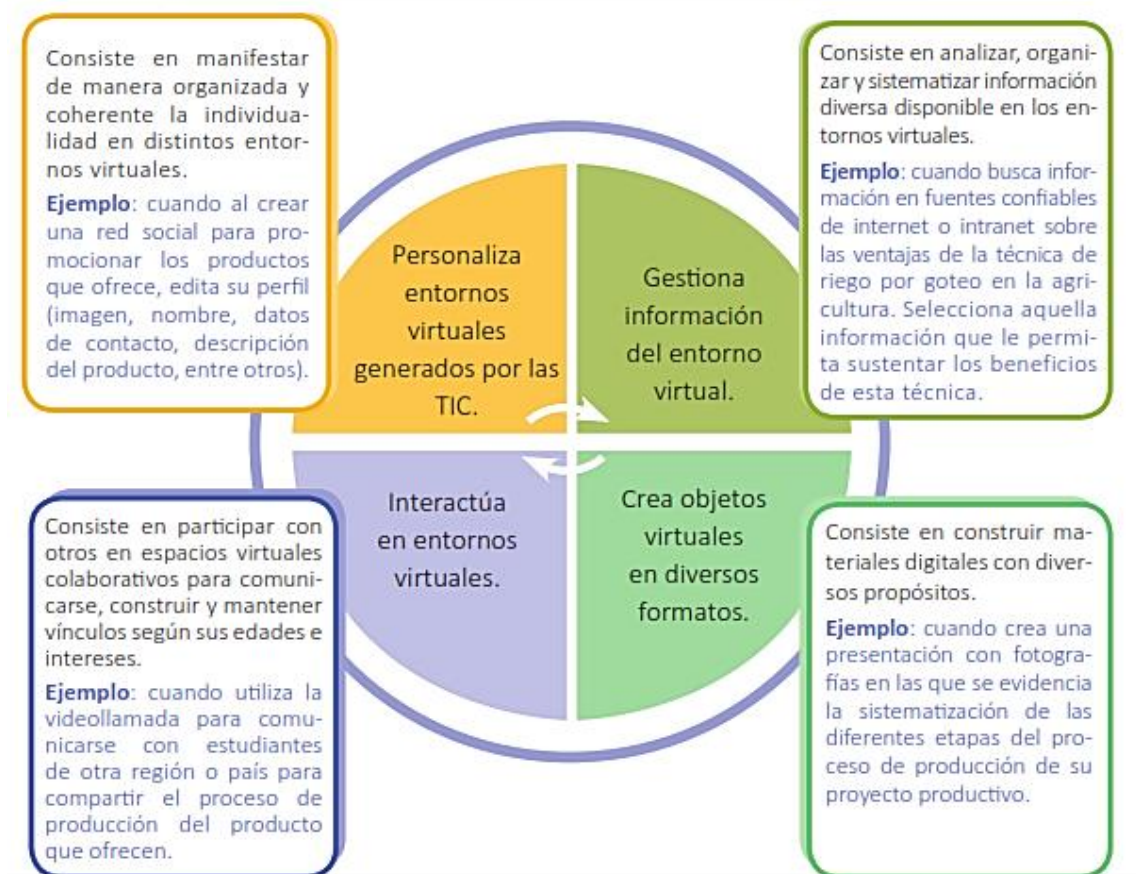 Consiste en manifestar
de manera organizada y
coherente la individua-
lidad en distintos entor-
nos virtuales.
Ejemplo: cuando al crear
una red social para pro-
mocionar los productos
que ofrece, edita su perfil
(imagen, nombre, datos
de contacto, descripción
del producto, entre otros).
Consiste en analizar, organi-
zar y sistematizar información
diversa disponible en los en-
tornos virtuales.
Ejemplo: cuando busca infor-
mación en fuentes confiables
de internet o intranet sobre
las ventajas de la técnica de
riego por goteo en la agri-
cultura. Selecciona aquella
información que le permi-
ta sustentar los beneficios
de esta técnica.
Personaliza
entornos
virtuales
generados por las
TIC.
Gestiona
información
del entorno
virtual.
Interactúa
en entornos
virtuales.
Crea objetos
virtuales
en diversos
formatos.
Consiste en participar con
otros en espacios virtuales
colaborativos para comuni-
carse, construir y mantener
vínculos según sus edades e
intereses.
Ejemplo: cuando utiliza la
videollamada para comu-
nicarse con estudiantes
de otra región o país para
compartir el proceso de
producción del producto
que ofrecen.
Consiste en construir ma-
teriales digitales con diver-
sos propósitos.
Ejemplo: cuando crea una
presentación con fotogra-
fías en las que se evidencia
la sistematización de las
diferentes etapas del pro-
ceso de producción de su
proyecto productivo.